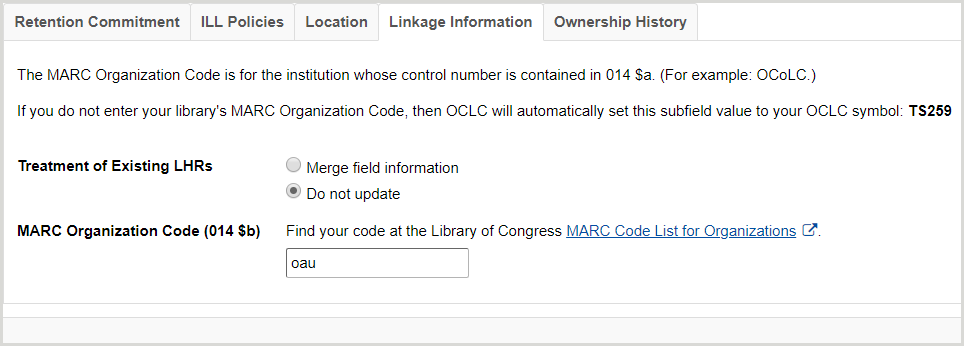 Retention Commitment ILL Policies Location Linkage Information Ownership History
The MARC Organization Code is for the institution whose control number is contained in 014 $a. (For example: OCoLC.)
If you do not enter your library's MARC Organization Code, then OCLC will automatically set this subfield value to your OCLC symbol: TS259
Treatment of Existing LHRs Merge field information
Do not update
MARC Organization Code (014 $b) Find your code at the Library of Congress MARC Code List for Organizations .
oau